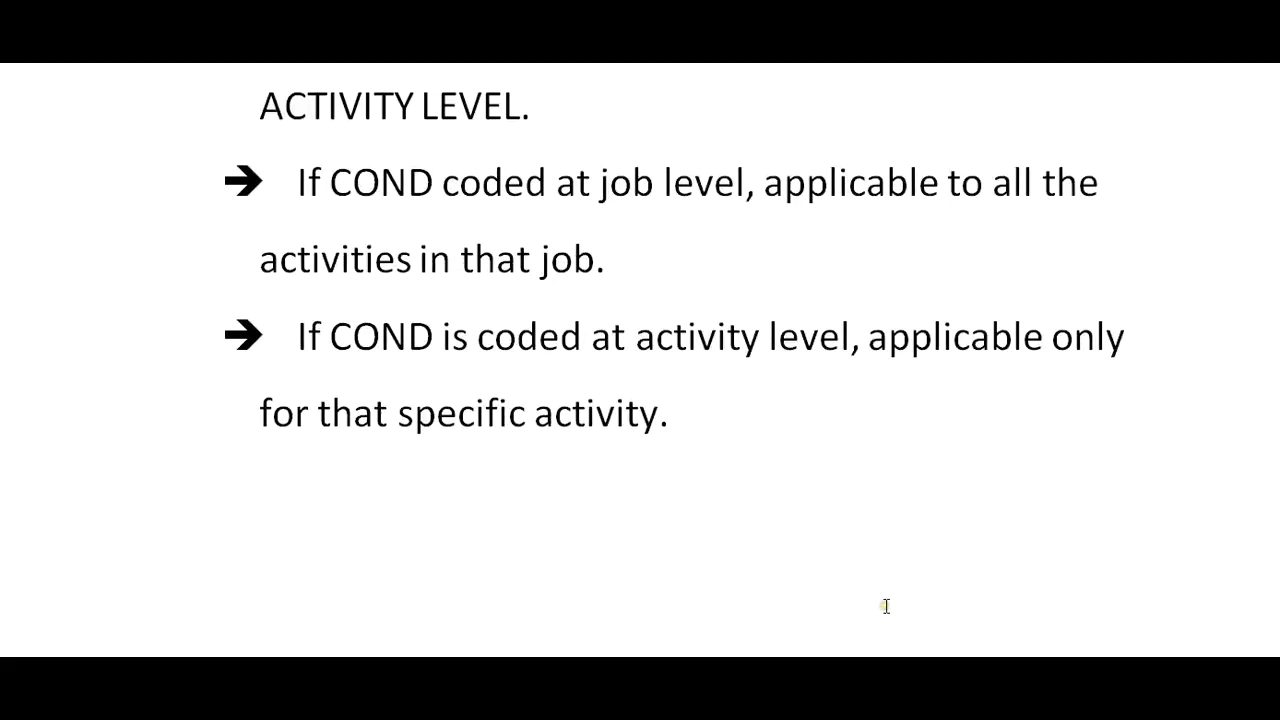 ACTIVITY LEVEL.
➔ If COND coded at job level, applicable to all the
activities in that job.
➔ If COND is coded at activity level, applicable only
for that specific activity.